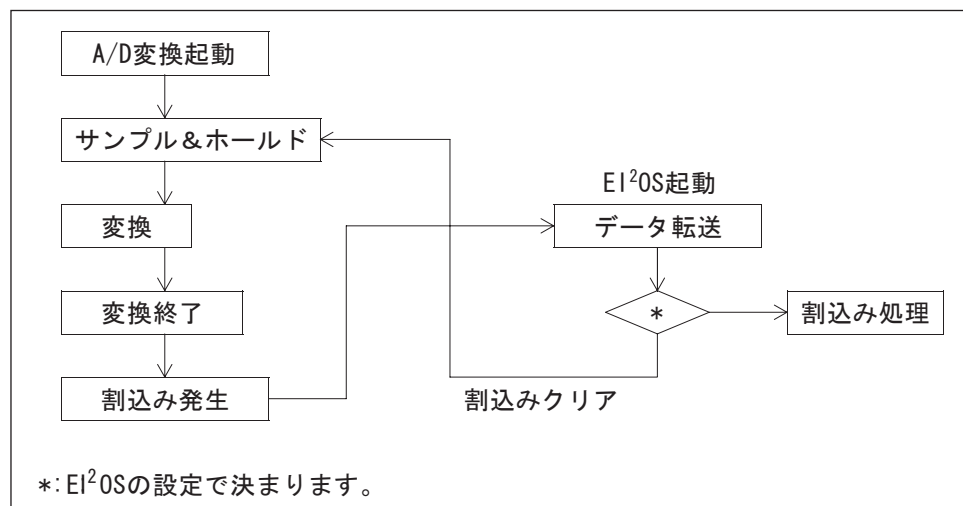 A/D変換起動
サンプル&ホールド
変換
変換終了
割込み発生
EI²OS起動
データ転送
*
割込み処理
割込みクリア
*:EI²OSの設定で決まります。